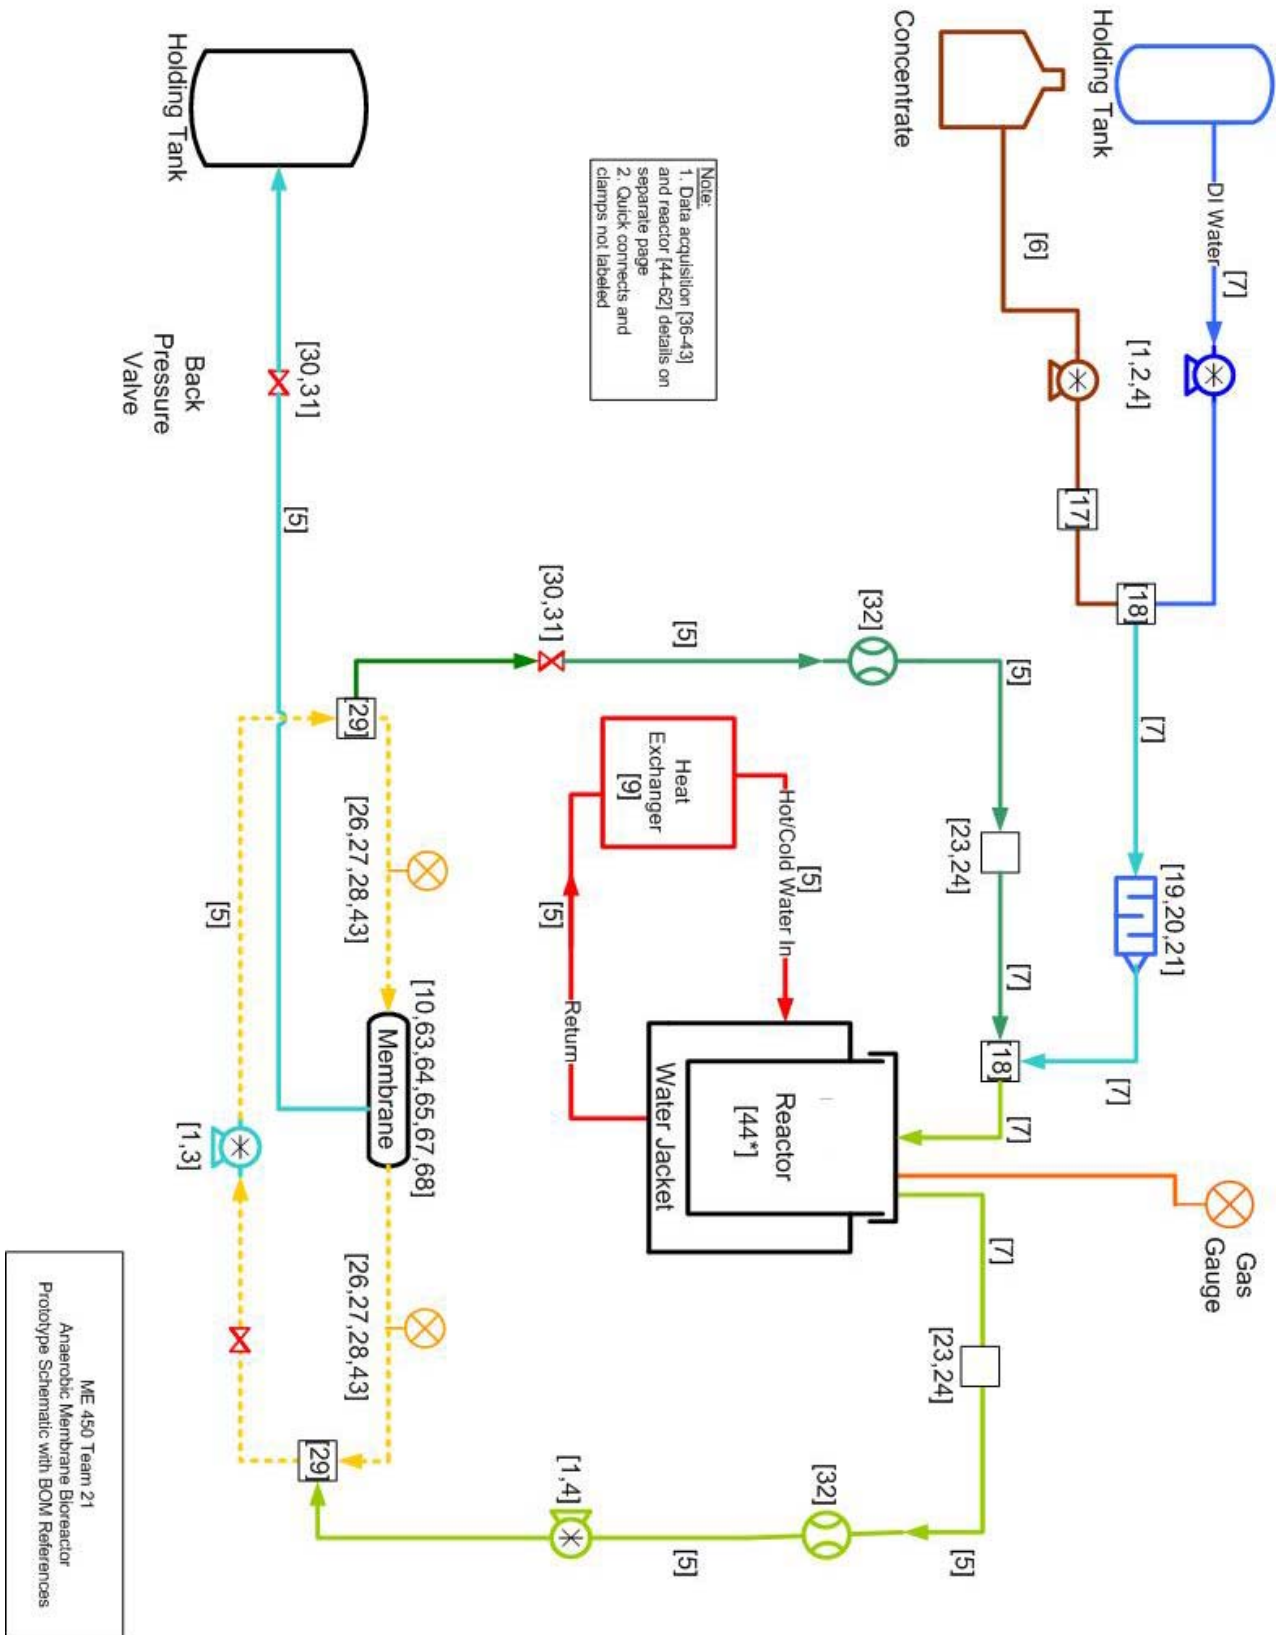 Holding Tank
DI Water
[7]
Concentrate
[6]
[1,2,4]
[17]
[18]
[7]
[19,20,21]
[7]
Note:
1. Data acquisition [36-43]
and reactor [44-62] details on
separate page
2. Quick connects and
clamps not labeled
[30,31]
[5]
[32]
[5]
[23,24]
[7]
[18]
[7]
Gas
Gauge
Heat
Exchanger
[9]
Hot/Cold Water In
[5]
Return
[5]
Reactor
[44*]
Water Jacket
[7]
[23,24]
[5]
[32]
[5]
[1,4]
[29]
[29]
[26,27,28,43]
[10,63,64,65,67,68]
Membrane
[26,27,28,43]
[5]
[1,3]
Holding Tank
[30,31]
Back
Pressure
Valve
[5]
ME 450 Team 21
Anaerobic Membrane Bioreactor
Prototype Schematic with BOM References